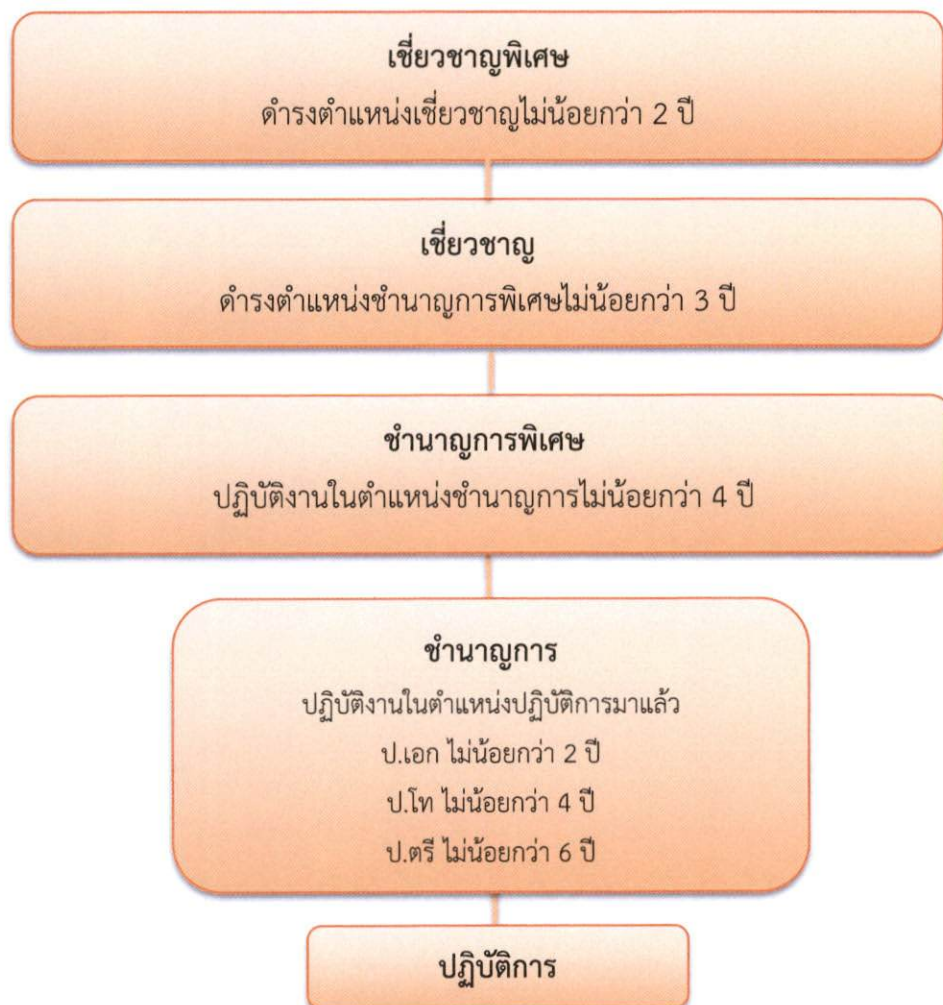 เชี่ยวชาญพิเศษ
ดำรงตำแหน่งเชี่ยวชาญไม่น้อยกว่า 2 ปี
เชี่ยวชาญ
ดำรงตำแหน่งชำนาญการพิเศษไม่น้อยกว่า 3 ปี
ชำนาญการพิเศษ
ปฏิบัติงานในตำแหน่งชำนาญการไม่น้อยกว่า 4 ปี
ชำนาญการ
ปฏิบัติงานในตำแหน่งปฏิบัติการมาแล้ว
ป.เอก ไม่น้อยกว่า 2 ปี
ป.โท ไม่น้อยกว่า 4 ปี
ป.ตรี ไม่น้อยกว่า 6 ปี
ปฏิบัติการ